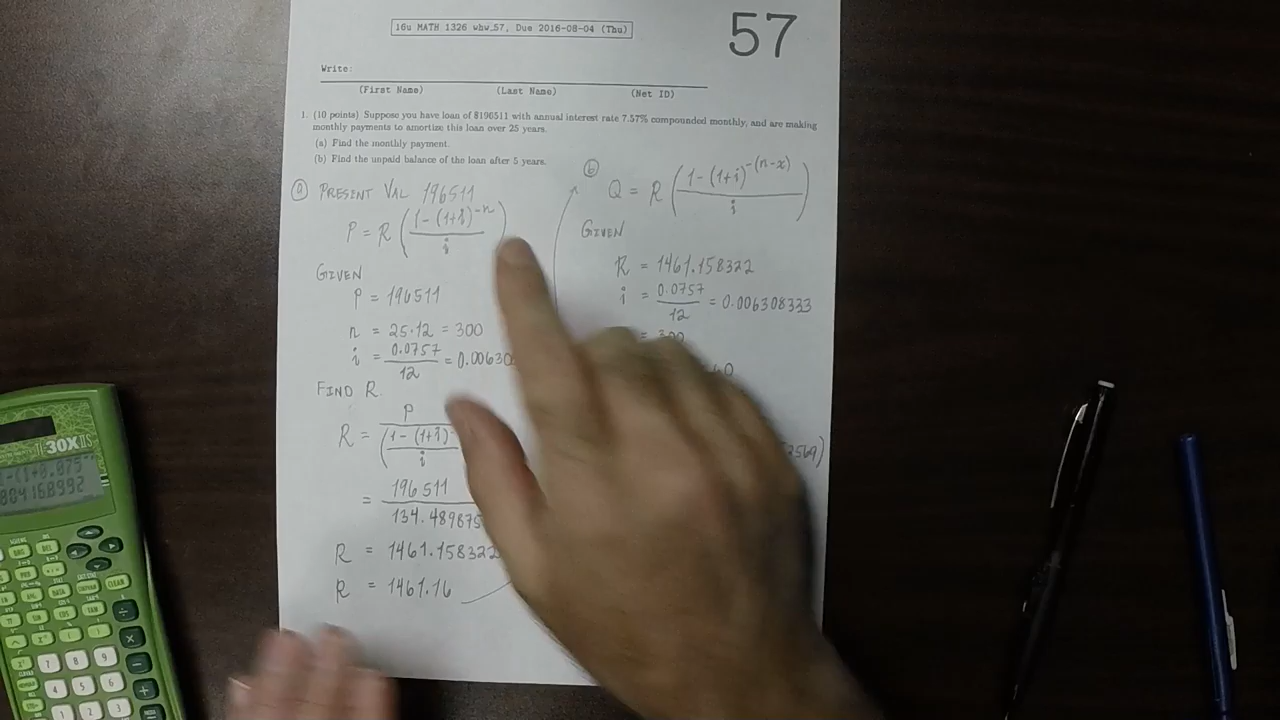 16u MATH 1326 whw_57, Due 2016-08-04 (Thu)
57
Write:
(First Name) (Last Name) (Net ID)
1. (10 points) Suppose you have loan of $196511 with annual interest rate 7.57% compounded monthly, and are making
monthly payments to amortize this loan over 25 years.
(a) Find the monthly payment.
(b) Find the unpaid balance of the loan after 5 years.
(a) PRESENT VAL 196511
P = R ( 1-(1+i)^-n / i )
GIVEN
P = 196511
n = 25·12 = 300
i = 0.0757 / 12 = 0.00630
FIND R
R = P / ( 1-(1+i) / i
= 196511 / 134.489875
R = 1461.158322
R = 1461.16
(b)
Q = R ( 1-(1+i)^-(n-x) / i )
GIVEN
R = 1461.158322
i = 0.0757 / 12 = 0.006308333
= 300
60
3569)
TI-30X IIS